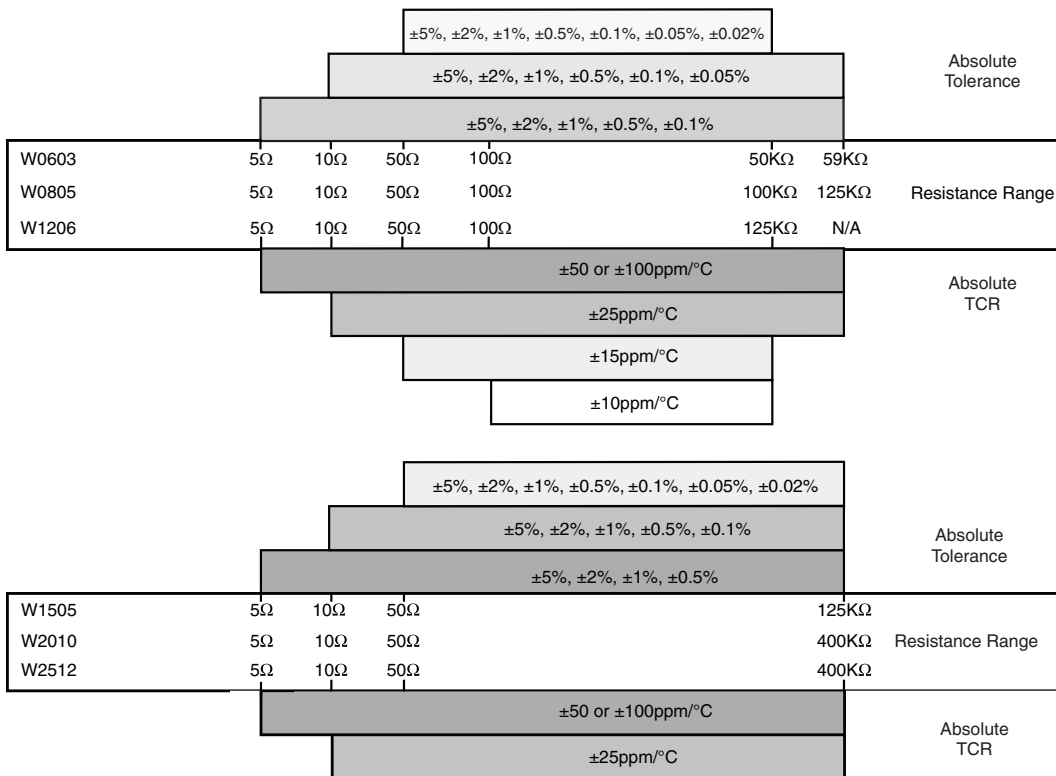 ±5%, ±2%, ±1%, ±0.5%, ±0.1%, ±0.05%, ±0.02%
±5%, ±2%, ±1%, ±0.5%, ±0.1%, ±0.05%
Absolute
Tolerance
±5%, ±2%, ±1%, ±0.5%, ±0.1%
W0603 5Ω 10Ω 50Ω 100Ω 50KΩ 59KΩ
W0805 5Ω 10Ω 50Ω 100Ω 100KΩ 125KΩ Resistance Range
W1206 5Ω 10Ω 50Ω 100Ω 125KΩ N/A
±50 or ±100ppm/°C
Absolute
TCR
±25ppm/°C
±15ppm/°C
±10ppm/°C
±5%, ±2%, ±1%, ±0.5%, ±0.1%, ±0.05%, ±0.02%
±5%, ±2%, ±1%, ±0.5%, ±0.1%
Absolute
Tolerance
±5%, ±2%, ±1%, ±0.5%
W1505 5Ω 10Ω 50Ω 125KΩ
W2010 5Ω 10Ω 50Ω 400KΩ Resistance Range
W2512 5Ω 10Ω 50Ω 400KΩ
±50 or ±100ppm/°C
Absolute
TCR
±25ppm/°C